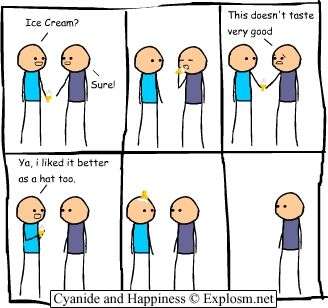 Ice Cream?
Sure!
This doesn't taste
very good
Ya, i liked it better
as a hat too.
Cyanide and Happiness © Explosm.net